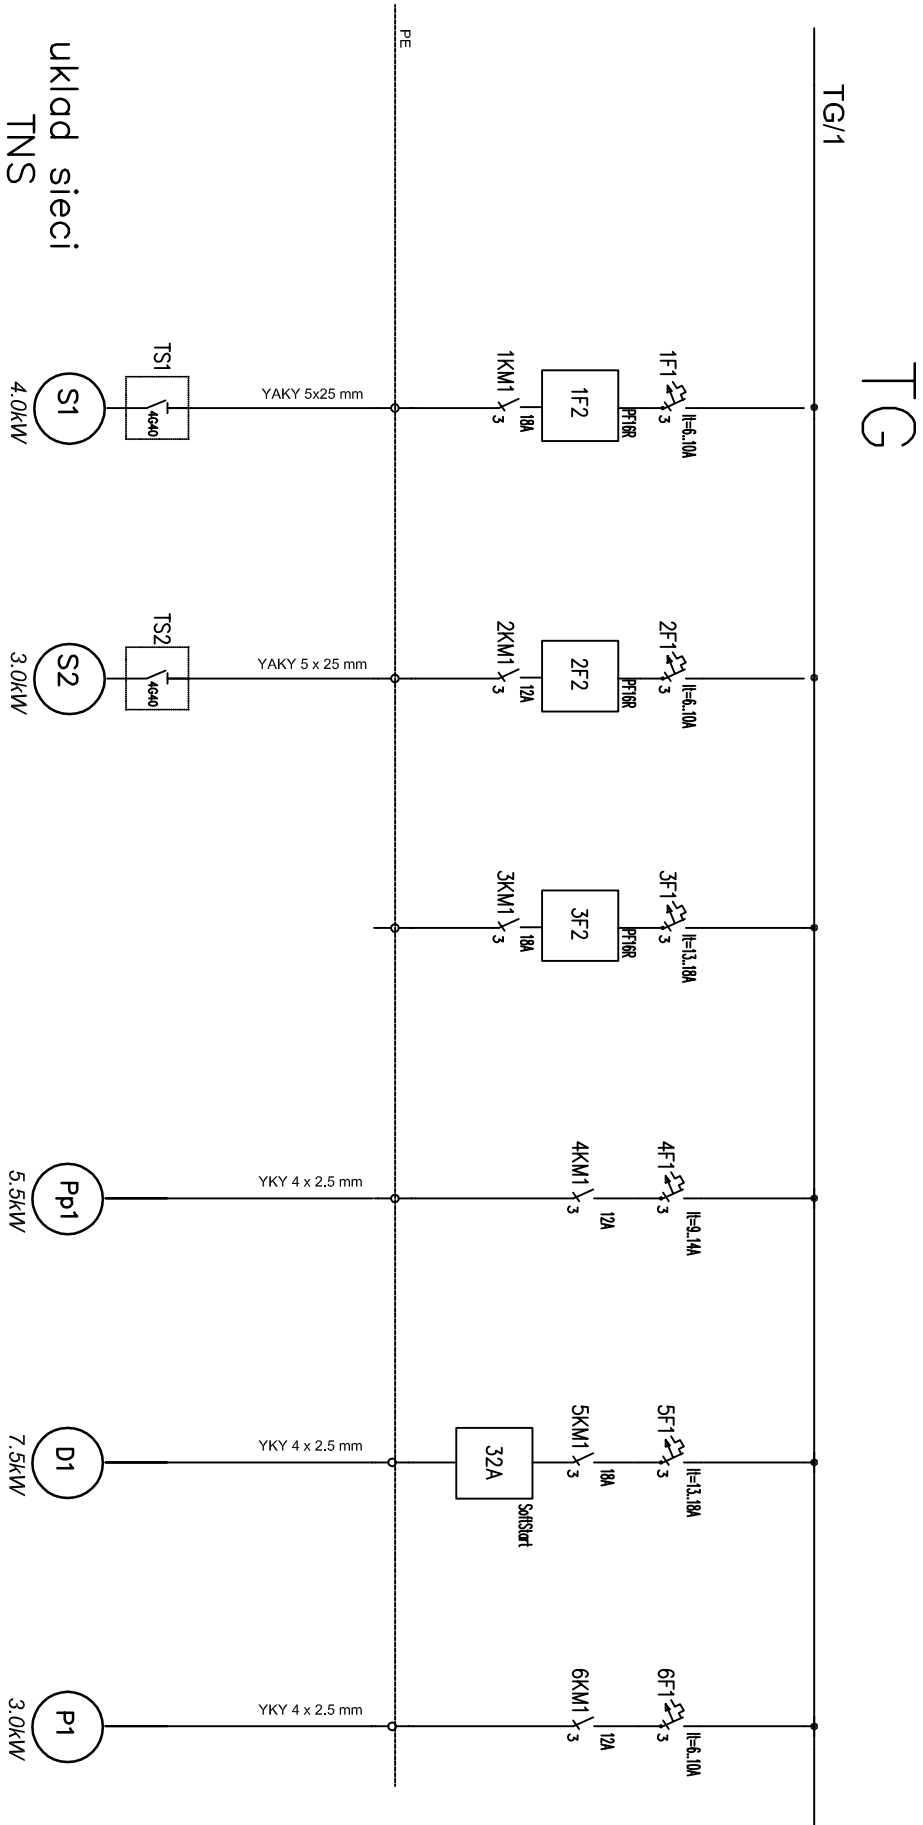 TG
TG/1
1F1
It=6..10A
3
PF16R
1F2
1KM1
18A
3
YAKY 5x25 mm
TS1
4G40
S1
4.0kW
2F1
It=6..10A
3
PF16R
2F2
2KM1
12A
3
YAKY 5 x 25 mm
TS2
4G40
S2
3.0kW
3F1
It=13..18A
3
PF16R
3F2
3KM1
18A
3
4F1
It=9..14A
3
4KM1
12A
3
YKY 4 x 2.5 mm
Pp1
5.5kW
5F1
It=13..18A
3
5KM1
18A
3
32A
SoftStart
YKY 4 x 2.5 mm
D1
7.5kW
6F1
It=6..10A
3
6KM1
12A
3
YKY 4 x 2.5 mm
P1
3.0kW
PE
uklad sieci
TNS